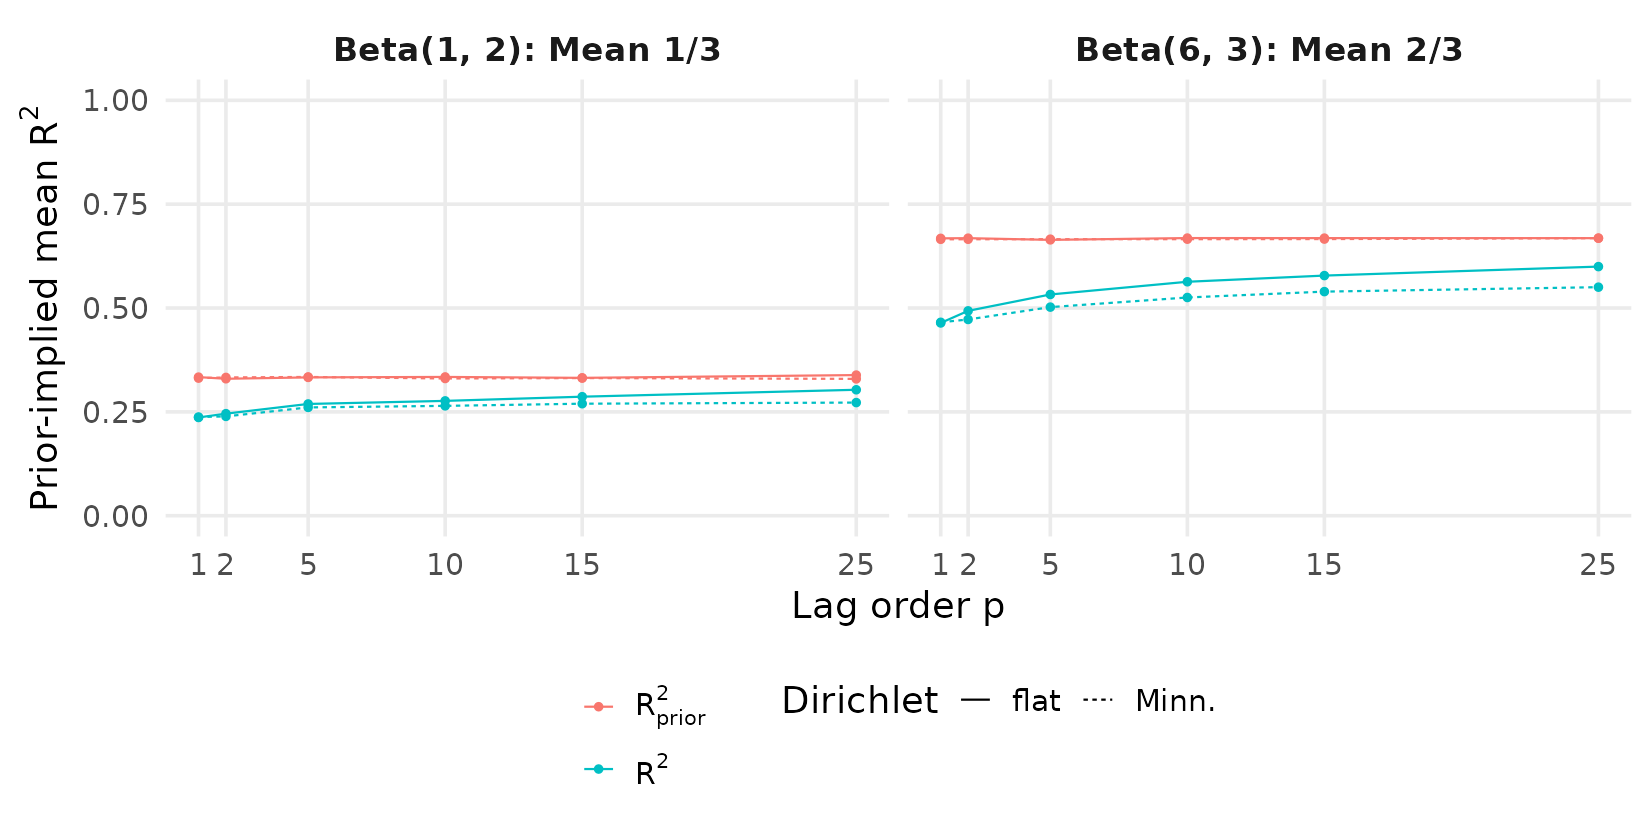 Beta(1, 2): Mean 1/3
Beta(6, 3): Mean 2/3
Prior-implied mean R²
1.00
0.75
0.50
0.25
0.00
1 2 5 10 15 25
1 2 5 10 15 25
Lag order p
R²prior
R²
Dirichlet flat Minn.